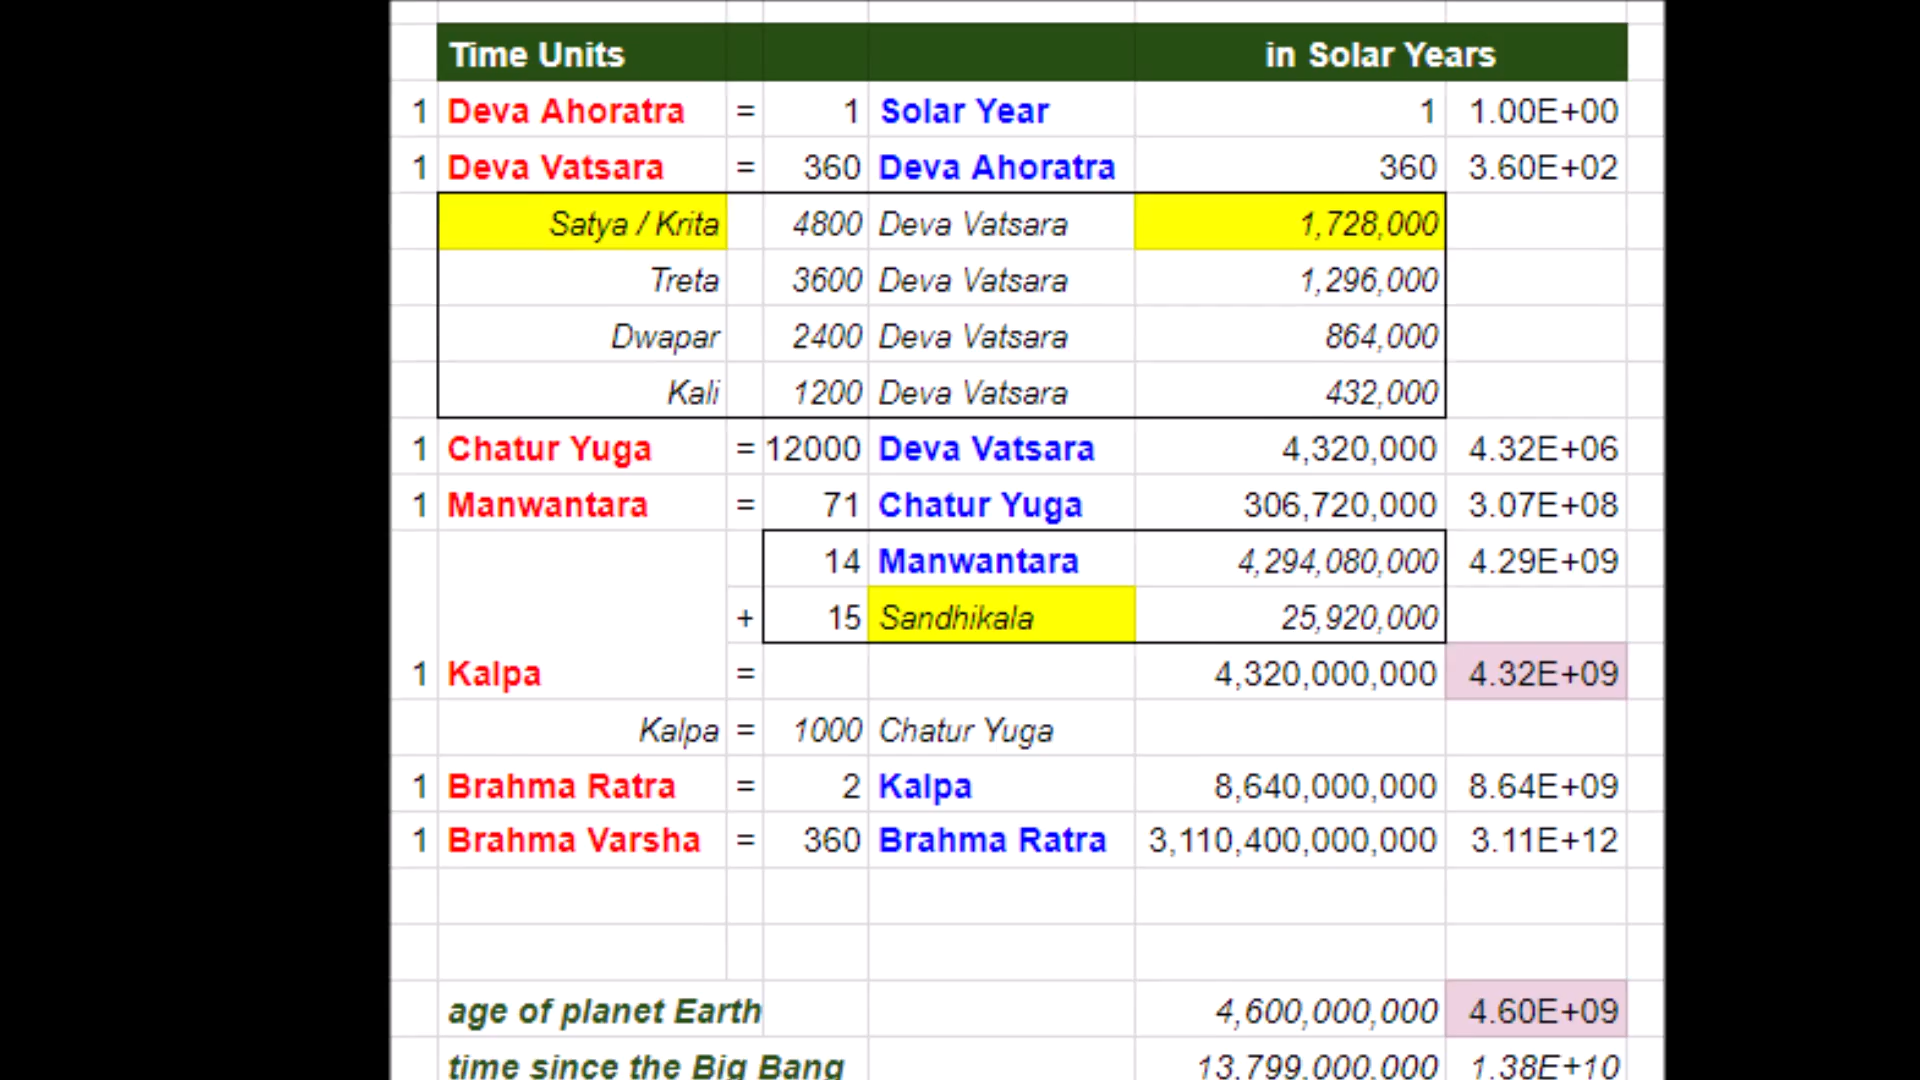 Time Units in Solar Years
1 Deva Ahoratra = 1 Solar Year 1 1.00E+00
1 Deva Vatsara = 360 Deva Ahoratra 360 3.60E+02
Satya / Krita 4800 Deva Vatsara 1,728,000
Treta 3600 Deva Vatsara 1,296,000
Dwapar 2400 Deva Vatsara 864,000
Kali 1200 Deva Vatsara 432,000
1 Chatur Yuga = 12000 Deva Vatsara 4,320,000 4.32E+06
1 Manwantara = 71 Chatur Yuga 306,720,000 3.07E+08
14 Manwantara 4,294,080,000 4.29E+09
+ 15 Sandhikala 25,920,000
1 Kalpa = 4,320,000,000 4.32E+09
Kalpa = 1000 Chatur Yuga
1 Brahma Ratra = 2 Kalpa 8,640,000,000 8.64E+09
1 Brahma Varsha = 360 Brahma Ratra 3,110,400,000,000 3.11E+12
age of planet Earth 4,600,000,000 4.60E+09
time since the Big Bang 13,799,000,000 1.38E+10